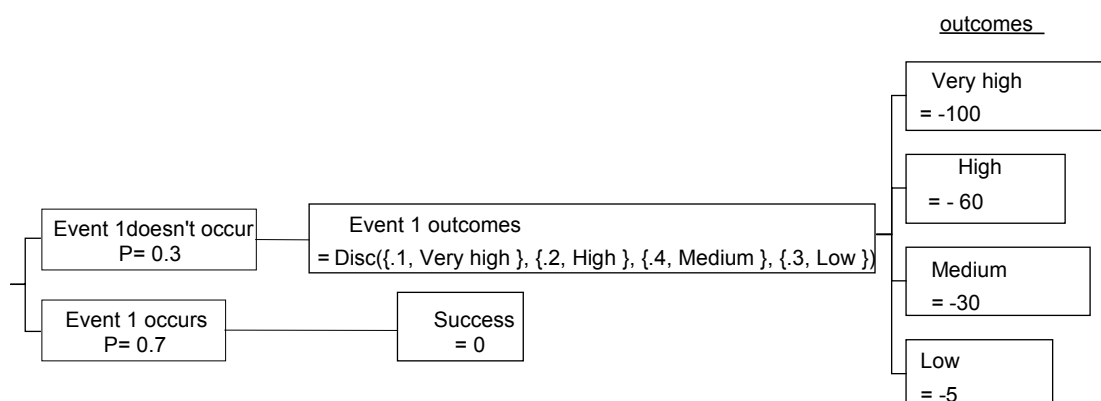 outcomes
Very high
= -100
High
= - 60
Event 1doesn't occur
P= 0.3
Event 1 outcomes
= Disc({.1, Very high }, {.2, High }, {.4, Medium }, {.3, Low })
Medium
= -30
Event 1 occurs
P= 0.7
Success
= 0
Low
= -5